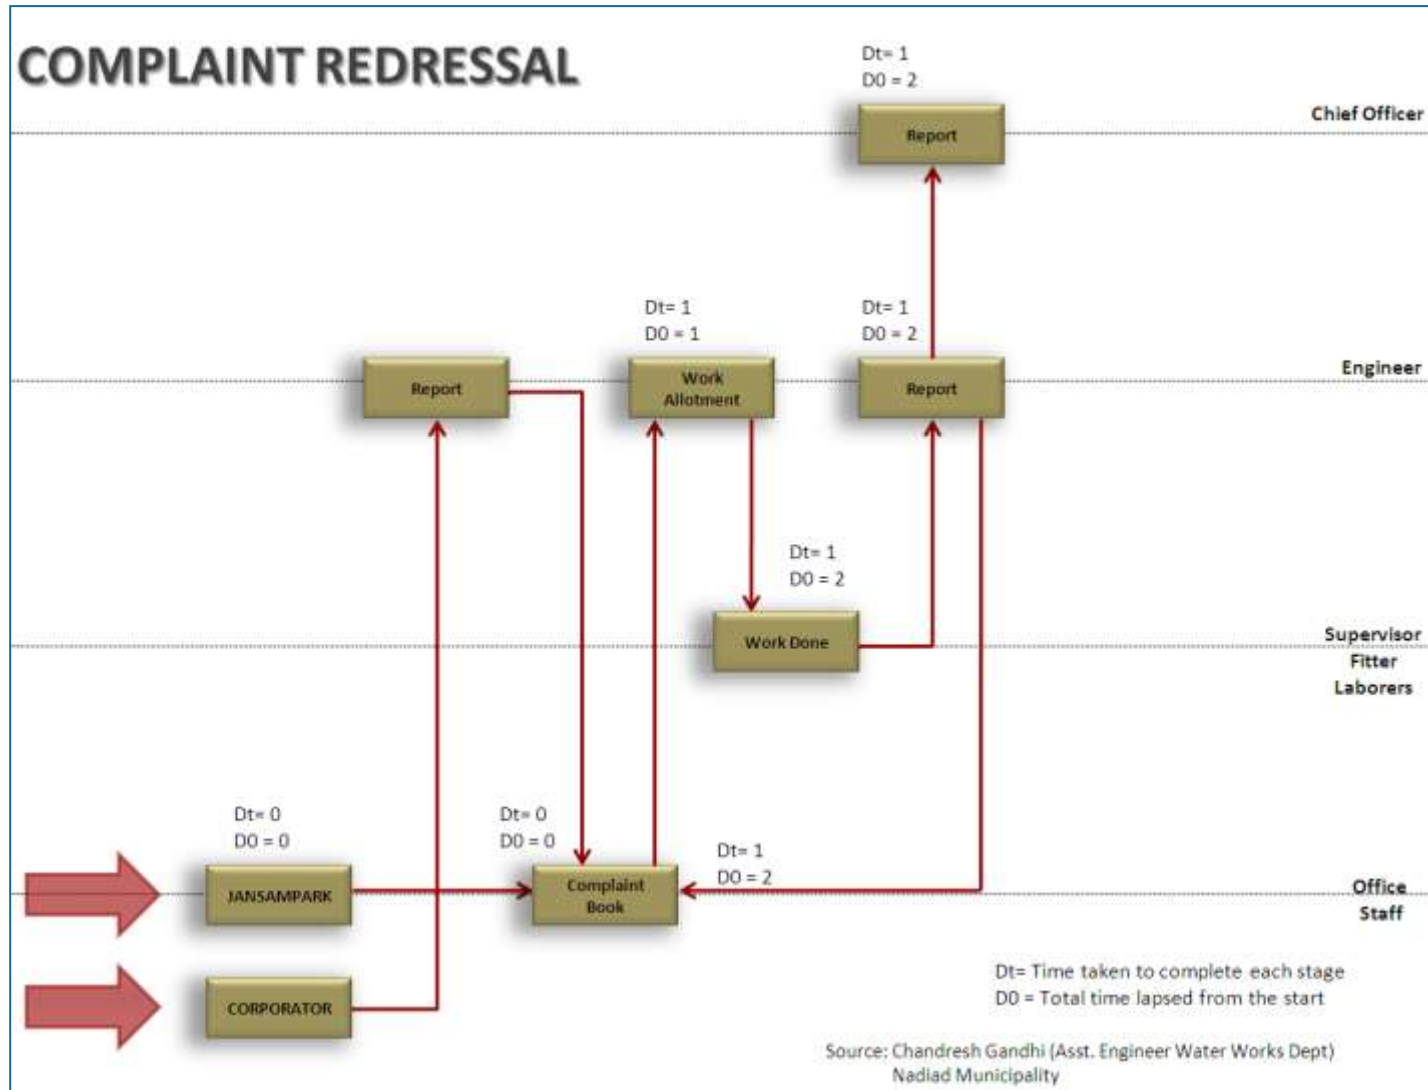 COMPLAINT REDRESSAL
Dt= 1
D0 = 2
Report
Chief Officer
Dt= 1
D0 = 1
Dt= 1
D0 = 2
Report
Work
Allotment
Report
Engineer
Dt= 1
D0 = 2
Work Done
Supervisor
Fitter
Laborers
Dt= 0
D0 = 0
Dt= 0
D0 = 0
Dt= 1
D0 = 2
JANSAMPARK
Complaint
Book
Office
Staff
CORPORATOR
Dt= Time taken to complete each stage
D0 = Total time lapsed from the start
Source: Chandresh Gandhi (Asst. Engineer Water Works Dept)
Nadiad Municipality